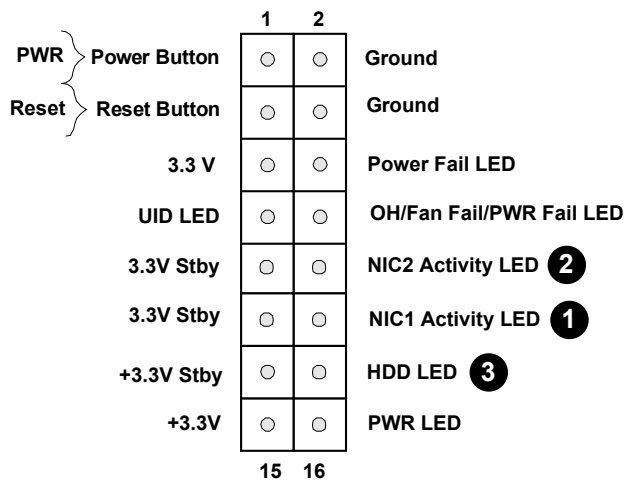 1 2
PWR Power Button Ground
Reset Reset Button Ground
3.3 V Power Fail LED
UID LED OH/Fan Fail/PWR Fail LED
3.3V Stby NIC2 Activity LED 2
3.3V Stby NIC1 Activity LED 1
+3.3V Stby HDD LED 3
+3.3V PWR LED
15 16